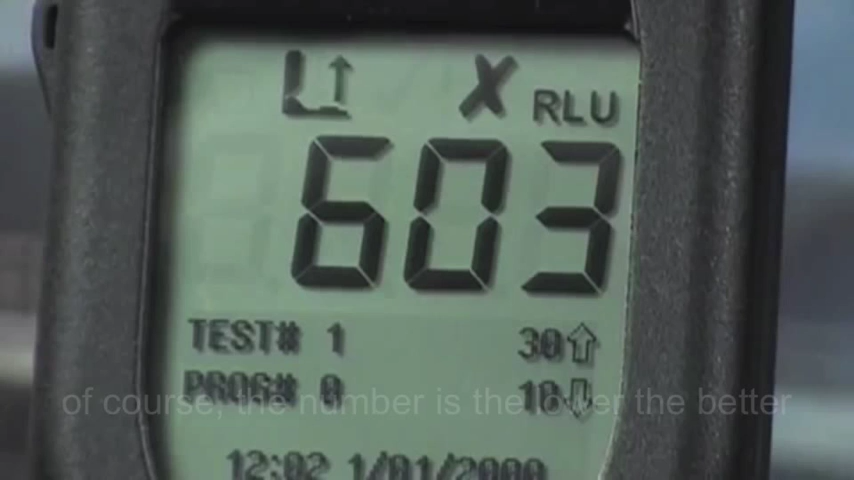 X RLU
603
TEST# 1 30
PROG# 0 10
of course, the number is the lower the better
12:02 1/01/2000